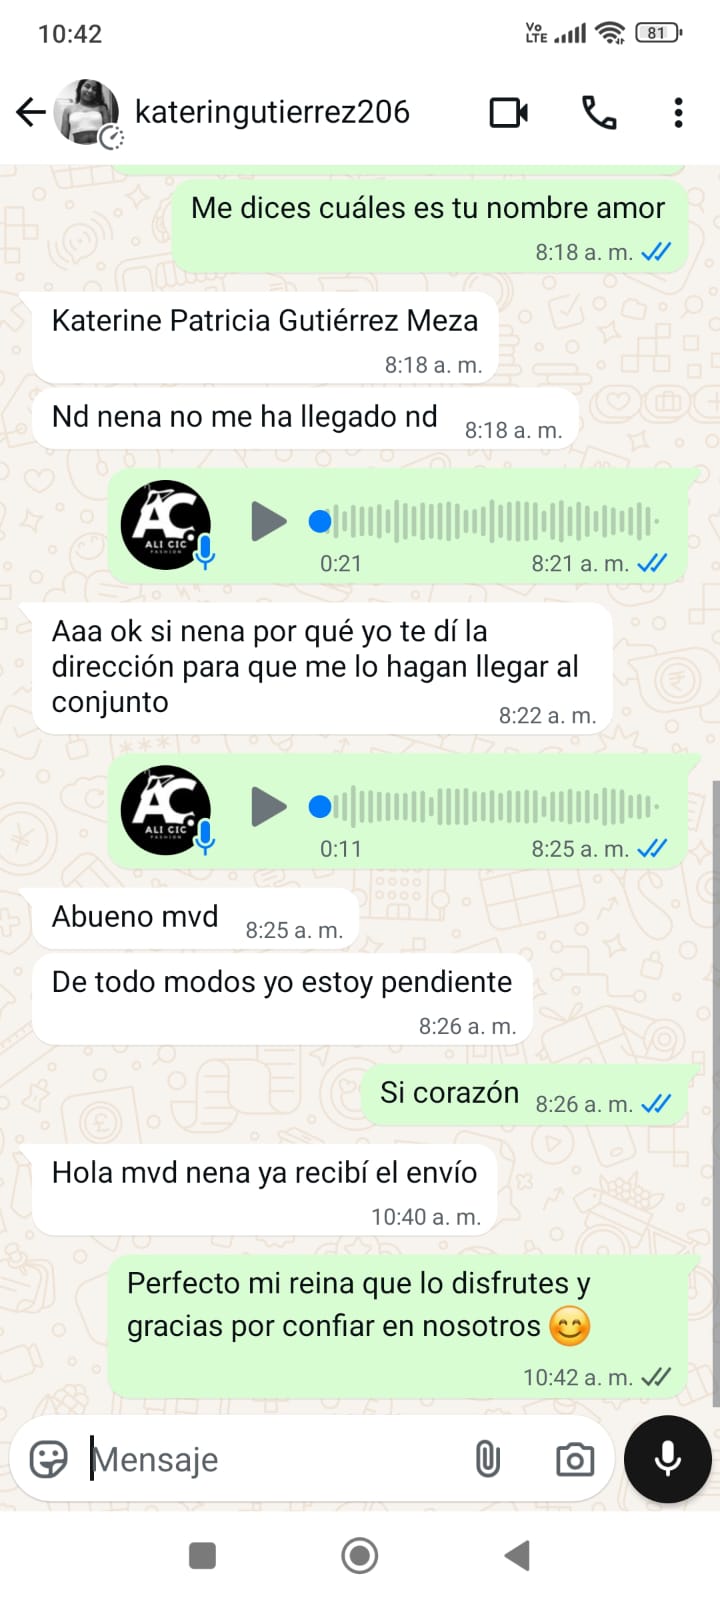 10:42
Vo
LTE
81
kateringutierrez206
Me dices cuáles es tu nombre amor
8:18 a. m.
Katerine Patricia Gutiérrez Meza
8:18 a. m.
Nd nena no me ha llegado nd
8:18 a. m.
AC
ALI CIC
FASHION
0:21
8:21 a. m.
Aaa ok si nena por qué yo te dí la
dirección para que me lo hagan llegar al
conjunto
8:22 a. m.
AC
ALI CIC
FASHION
0:11
8:25 a. m.
Abueno mvd
8:25 a. m.
De todo modos yo estoy pendiente
8:26 a. m.
Si corazón
8:26 a. m.
Hola mvd nena ya recibí el envío
10:40 a. m.
Perfecto mi reina que lo disfrutes y
gracias por confiar en nosotros 😊
10:42 a. m.
Mensaje